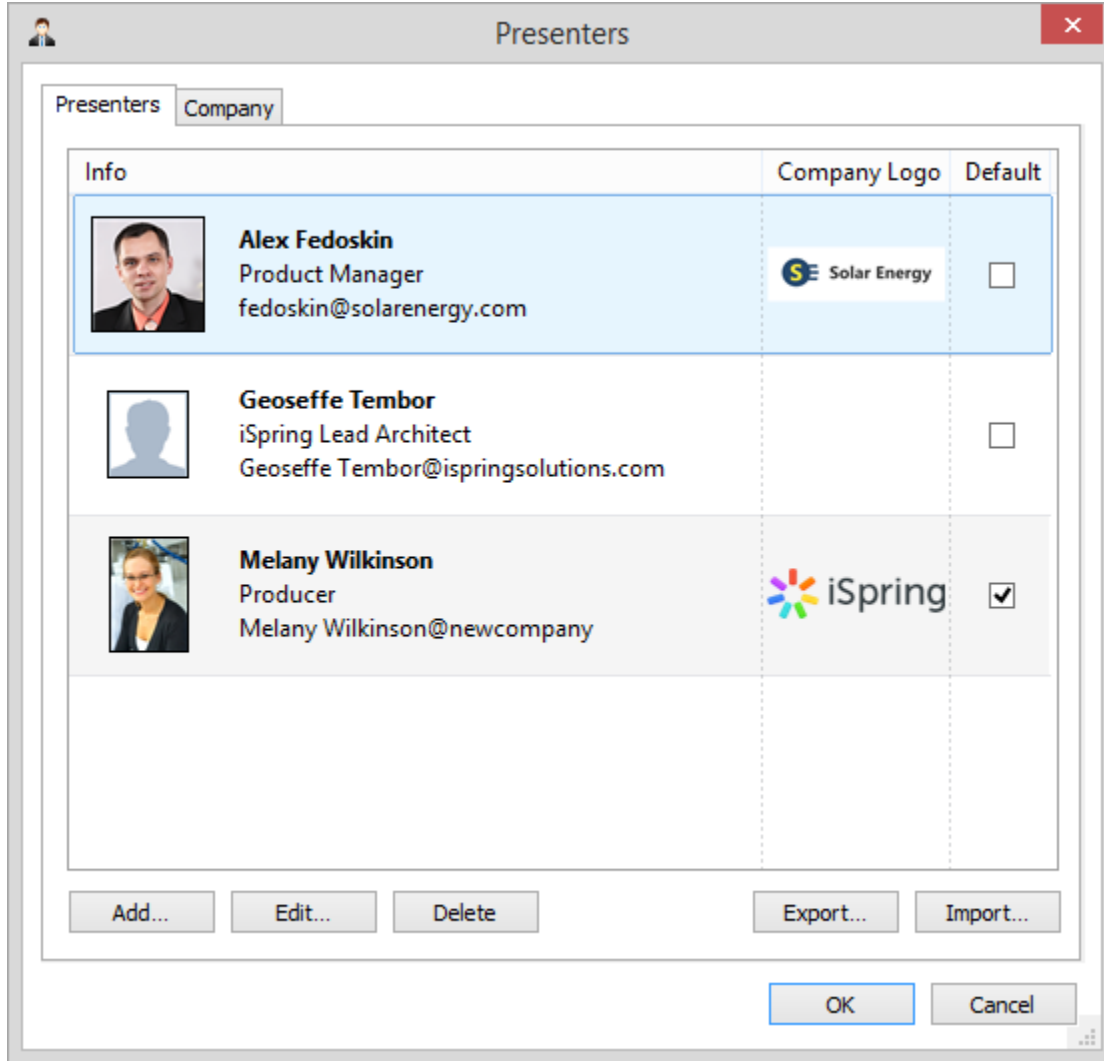 Presenters
Presenters
Company
Info
Company Logo
Default
Alex Fedoskin
Product Manager
fedoskin@solarenergy.com
SE Solar Energy
Geoseffe Tembor
iSpring Lead Architect
Geoseffe Tembor@ispringsolutions.com
Melany Wilkinson
Producer
Melany Wilkinson@newcompany
iSpring
Add...
Edit...
Delete
Export...
Import...
OK
Cancel